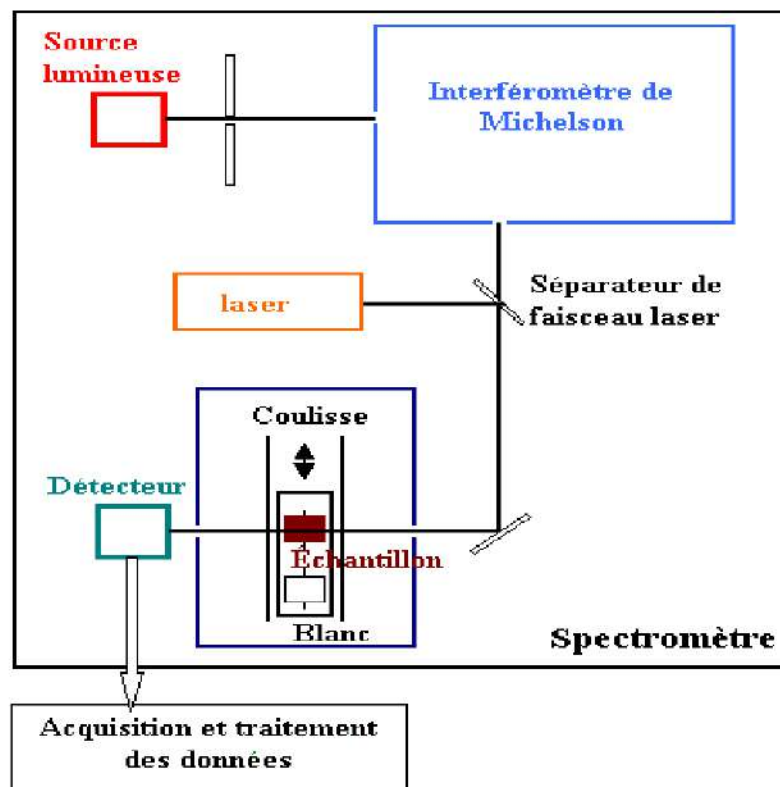 Source
lumineuse
Interféromètre de
Michelson
laser
Séparateur de
faisceau laser
Coulisse
Détecteur
Échantillon
Blanc
Spectromètre
Acquisition et traitement
des données